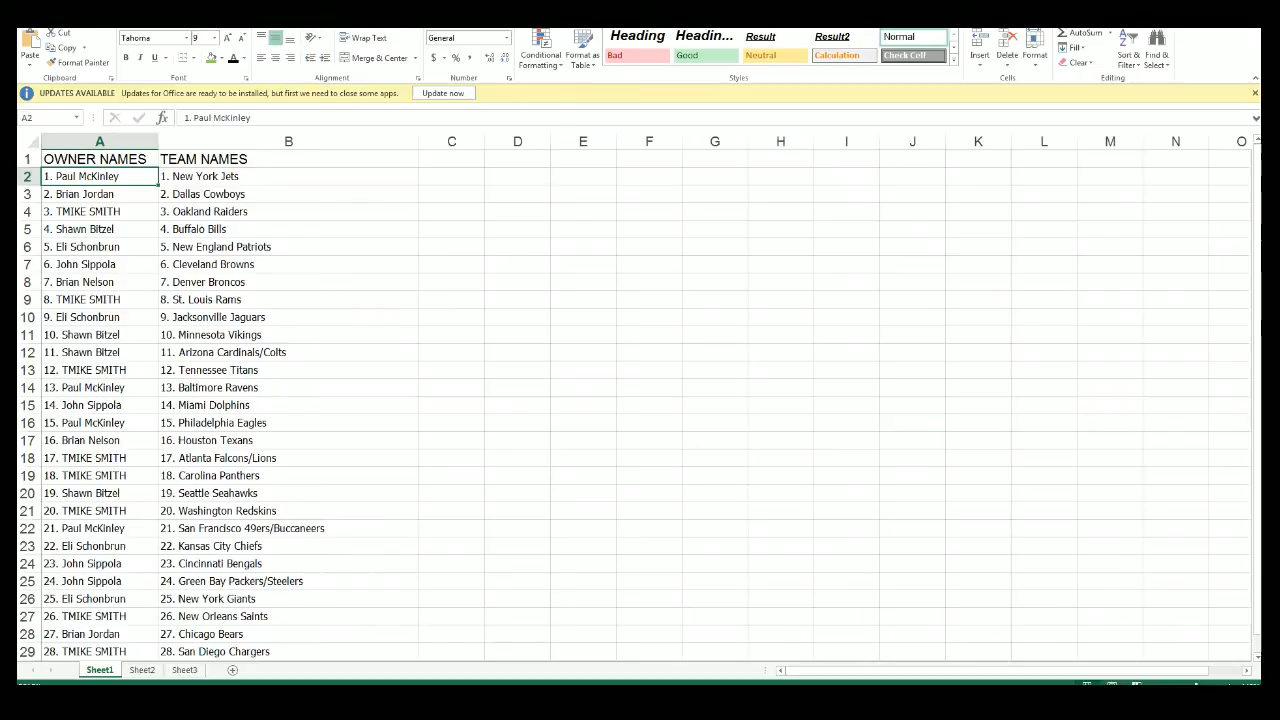 Cut
Copy
Format Painter
Paste
Clipboard
Tahoma
9
B I U
A
Font
Wrap Text
Merge & Center
Alignment
General
$ % ,
Number
Conditional Formatting
Format as Table
Heading
Headin...
Result
Result2
Normal
Bad
Good
Neutral
Calculation
Check Cell
Styles
Insert
Delete
Format
Cells
AutoSum
Fill
Clear
Sort & Filter
Find & Select
Editing
UPDATES AVAILABLE Updates for Office are ready to be installed, but first we need to close some apps. Update now
A2 fx 1. Paul McKinley
A B C D E F G H I J K L M N O
1 OWNER NAMES TEAM NAMES
2 1. Paul McKinley 1. New York Jets
3 2. Brian Jordan 2. Dallas Cowboys
4 3. TMIKE SMITH 3. Oakland Raiders
5 4. Shawn Bitzel 4. Buffalo Bills
6 5. Eli Schonbrun 5. New England Patriots
7 6. John Sippola 6. Cleveland Browns
8 7. Brian Nelson 7. Denver Broncos
9 8. TMIKE SMITH 8. St. Louis Rams
10 9. Eli Schonbrun 9. Jacksonville Jaguars
11 10. Shawn Bitzel 10. Minnesota Vikings
12 11. Shawn Bitzel 11. Arizona Cardinals/Colts
13 12. TMIKE SMITH 12. Tennessee Titans
14 13. Paul McKinley 13. Baltimore Ravens
15 14. John Sippola 14. Miami Dolphins
16 15. Paul McKinley 15. Philadelphia Eagles
17 16. Brian Nelson 16. Houston Texans
18 17. TMIKE SMITH 17. Atlanta Falcons/Lions
19 18. TMIKE SMITH 18. Carolina Panthers
20 19. Shawn Bitzel 19. Seattle Seahawks
21 20. TMIKE SMITH 20. Washington Redskins
22 21. Paul McKinley 21. San Francisco 49ers/Buccaneers
23 22. Eli Schonbrun 22. Kansas City Chiefs
24 23. John Sippola 23. Cincinnati Bengals
25 24. John Sippola 24. Green Bay Packers/Steelers
26 25. Eli Schonbrun 25. New York Giants
27 26. TMIKE SMITH 26. New Orleans Saints
28 27. Brian Jordan 27. Chicago Bears
29 28. TMIKE SMITH 28. San Diego Chargers
Sheet1 Sheet2 Sheet3